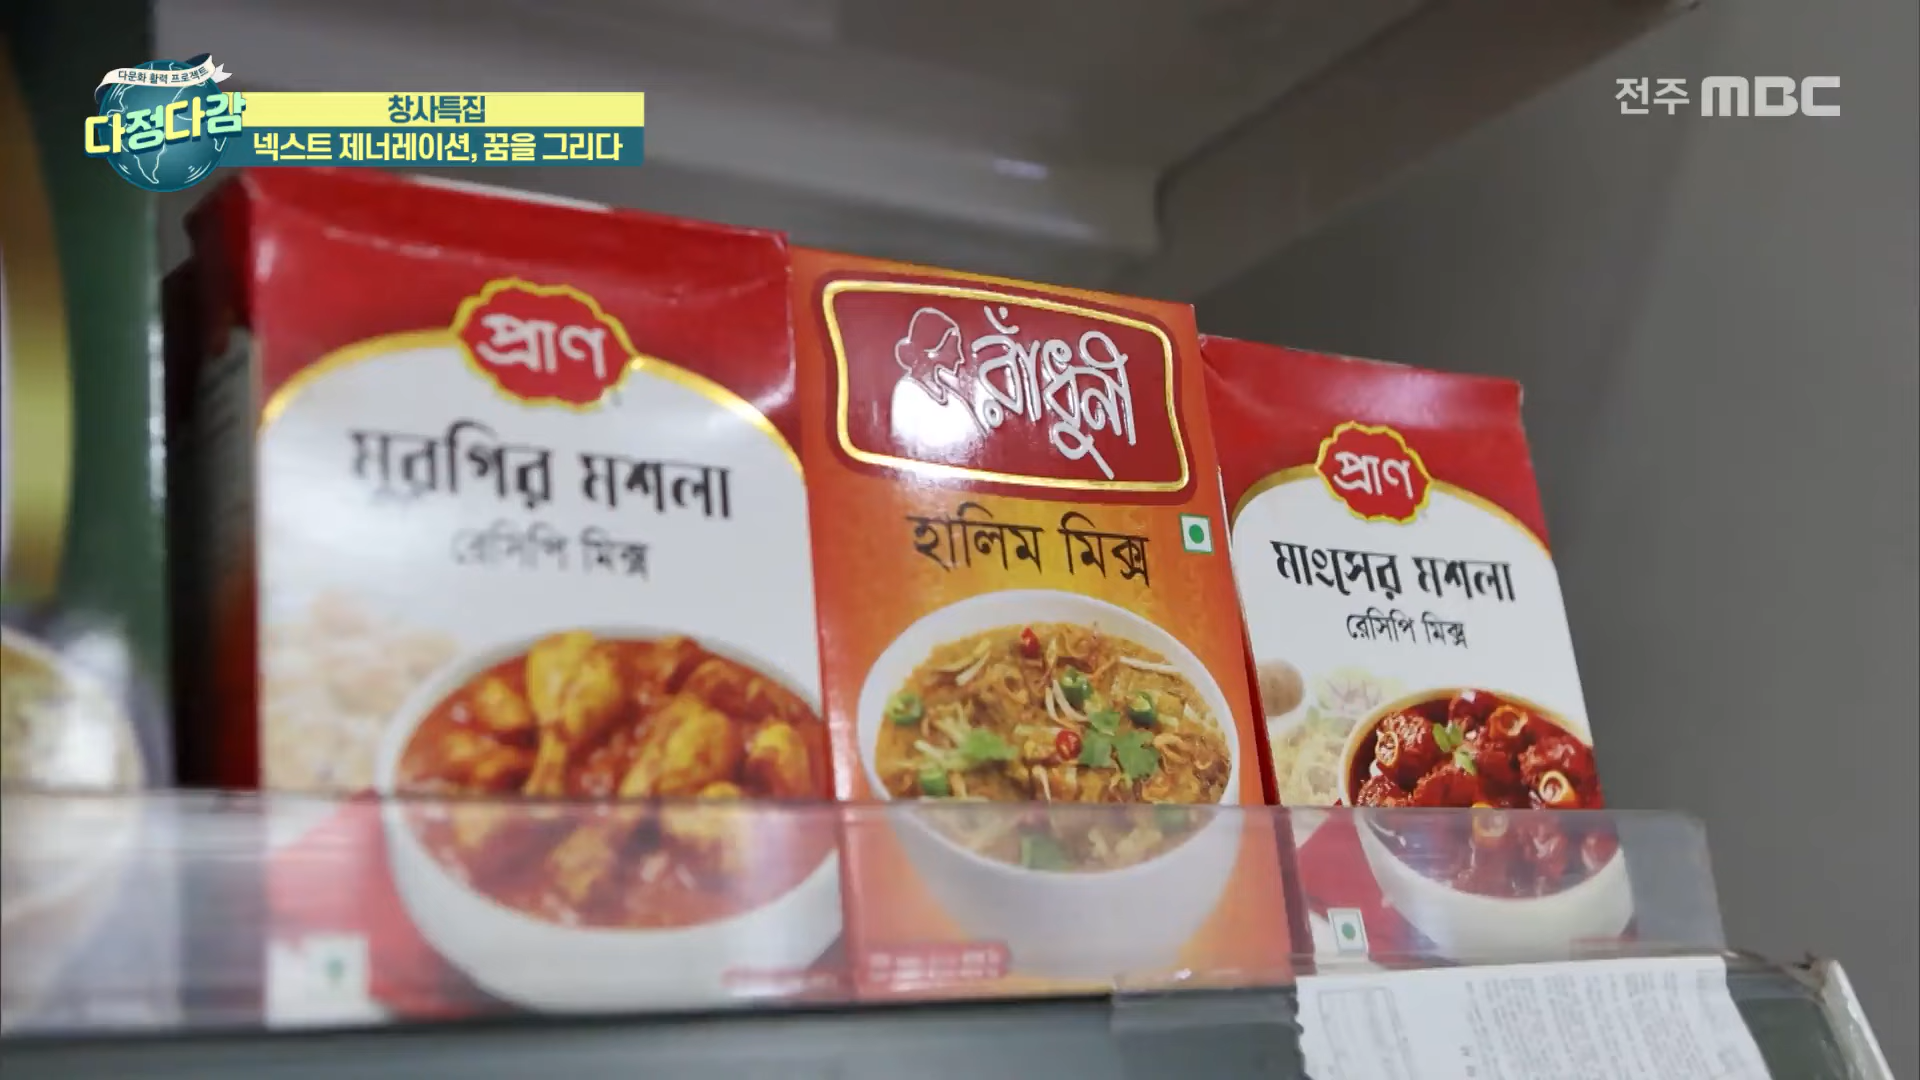 다문화 활력 프로젝트
다정다감
창사특집
넥스트 제너레이션, 꿈을 그리다
전주 MBC
প্রাণ
মুরগির মশলা
রেসিপি মিক্স
রাঁধুনী
হালিম মিক্স
প্রাণ
মাংসের মশলা
রেসিপি মিক্স